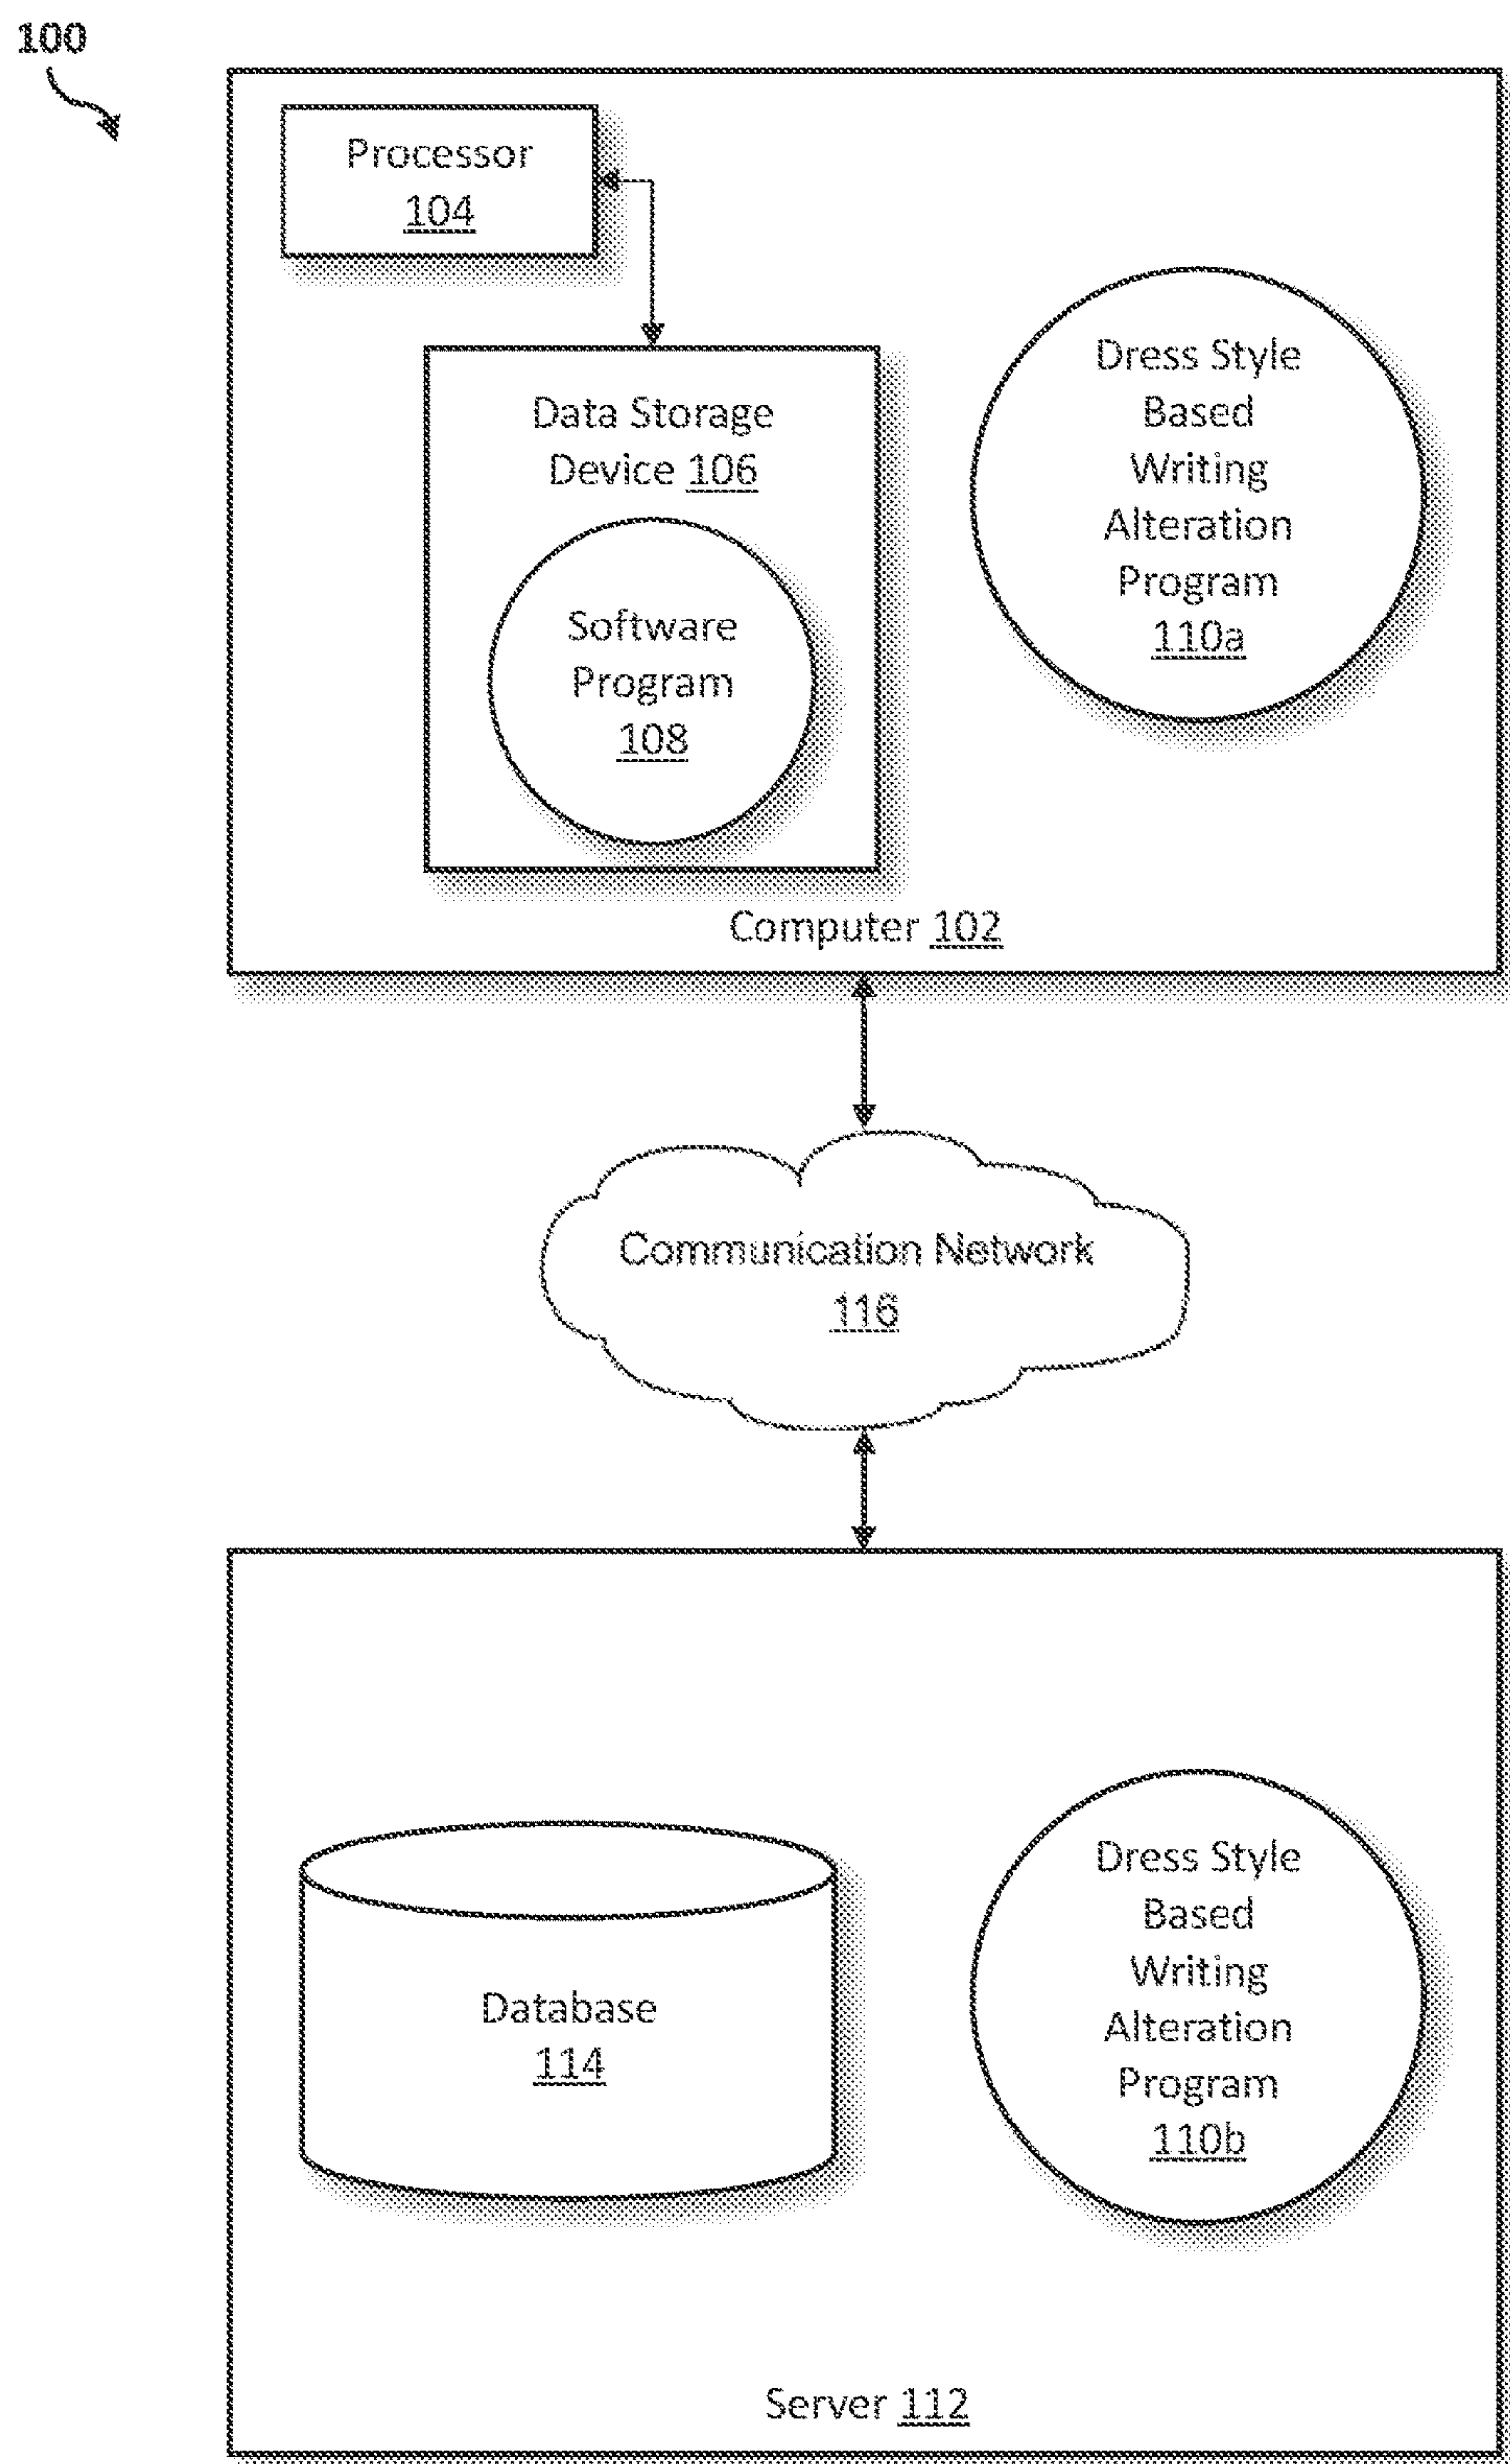 100
Processor
104
Data Storage
Device 106
Software
Program
108
Dress Style
Based
Writing
Alteration
Program
110a
Computer 102
Communication Network
116
Database
114
Dress Style
Based
Writing
Alteration
Program
110b
Server 112